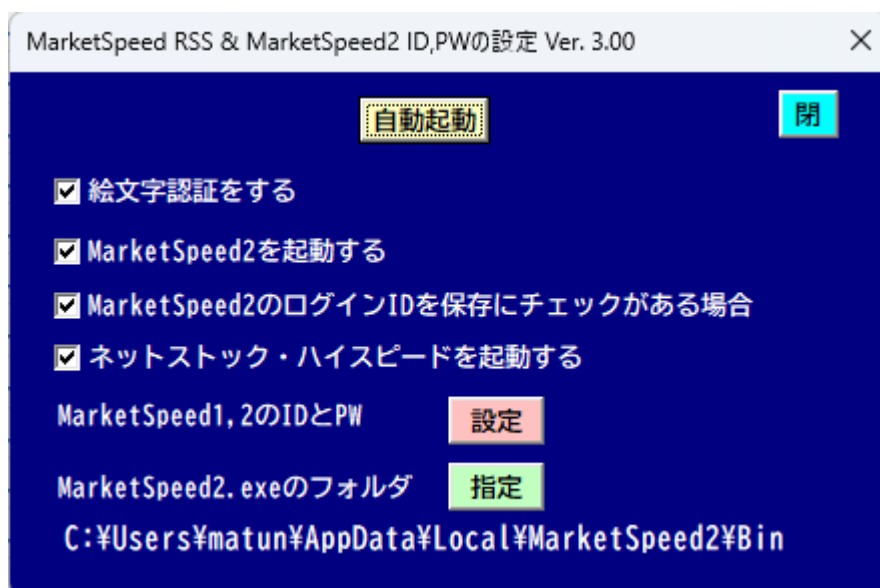 MarketSpeed RSS & MarketSpeed2 ID,PWの設定 Ver. 3.00
自動起動
閉
絵文字認証をする
MarketSpeed2を起動する
MarketSpeed2のログインIDを保存にチェックがある場合
ネットストック・ハイスピードを起動する
MarketSpeed1,2のIDとPW 設定
MarketSpeed2.exeのフォルダ 指定
C:¥Users¥matun¥AppData¥Local¥MarketSpeed2¥Bin